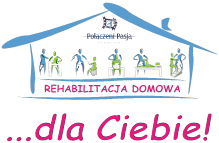 Połączeni Pasją
REHABILITACJA DOMOWA
...dla Ciebie!